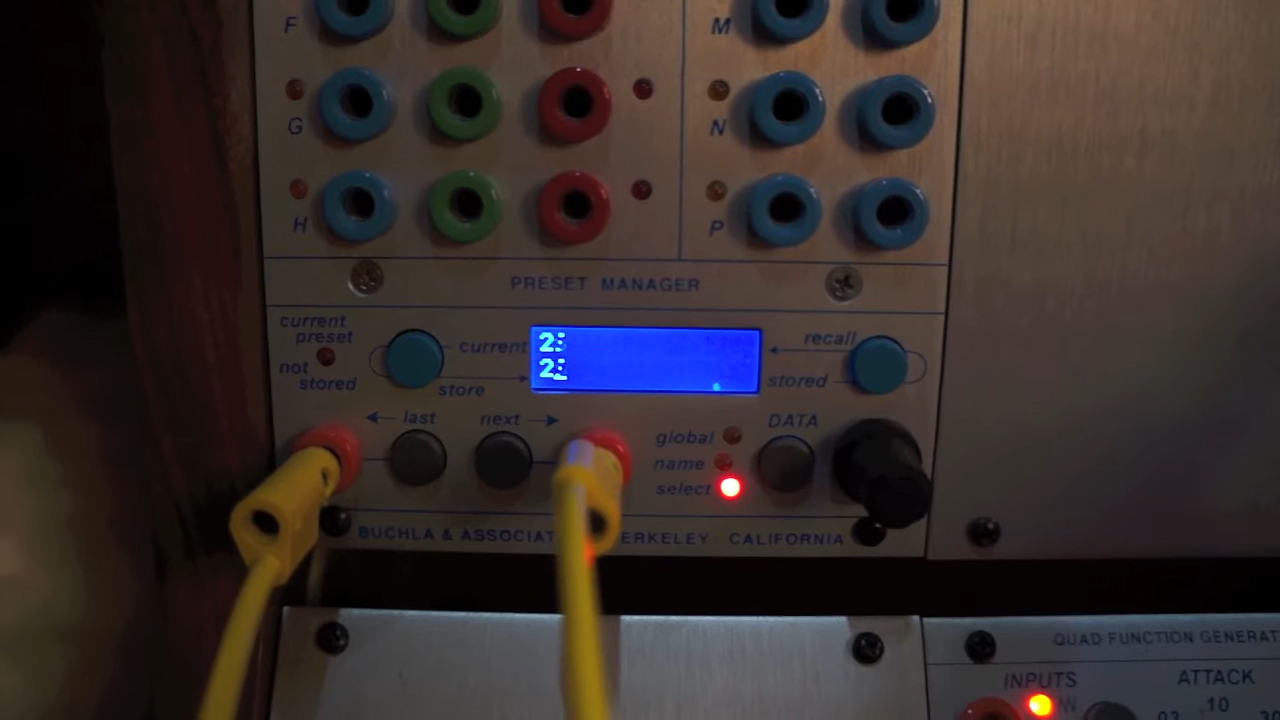 F
M
G
N
H
P
PRESET MANAGER
current
preset
not
stored
current
store
2:
2:
recall
stored
last
next
DATA
global
name
select
BUCHLA & ASSOCIAT ERKELEY CALIFORNIA
QUAD FUNCTION GENERAT
INPUTS
ATTACK
.10